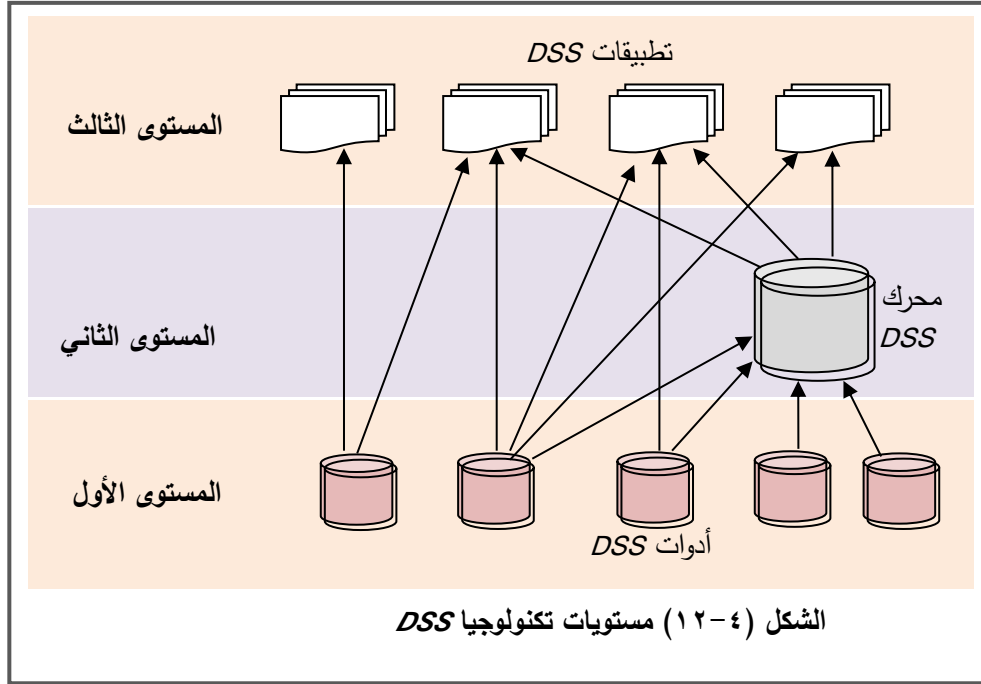 تطبيقات DSS
المستوى الثالث
محرك
DSS
المستوى الثاني
المستوى الأول
أدوات DSS
الشكل (٤-١٢) مستويات تكنولوجيا DSS